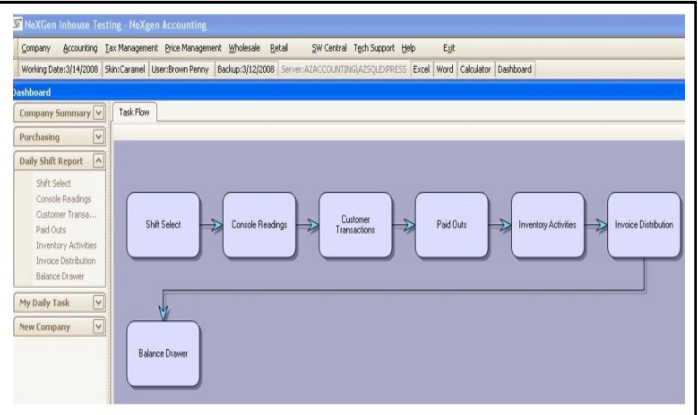 NeXGen Inhouse Testing - NeXgen Accounting
Company Accounting Tax Management Price Management Wholesale Retail SW Central Tech Support Help Exit
Working Date:3/14/2008 Skin:Caramel User:Brown Penny Backup:3/12/2008 Server:AZACCOUNTING\AZSQLEXPRESS Excel Word Calculator Dashboard
Dashboard
Company Summary
Task Flow
Purchasing
Daily Shift Report
Shift Select
Console Readings
Customer Transa...
Paid Outs
Inventory Activities
Invoice Distribution
Balance Drawer
My Daily Task
New Company
Shift Select
Console Readings
Customer
Transactions
Paid Outs
Inventory Activities
Invoice Distribution
Balance Drawer